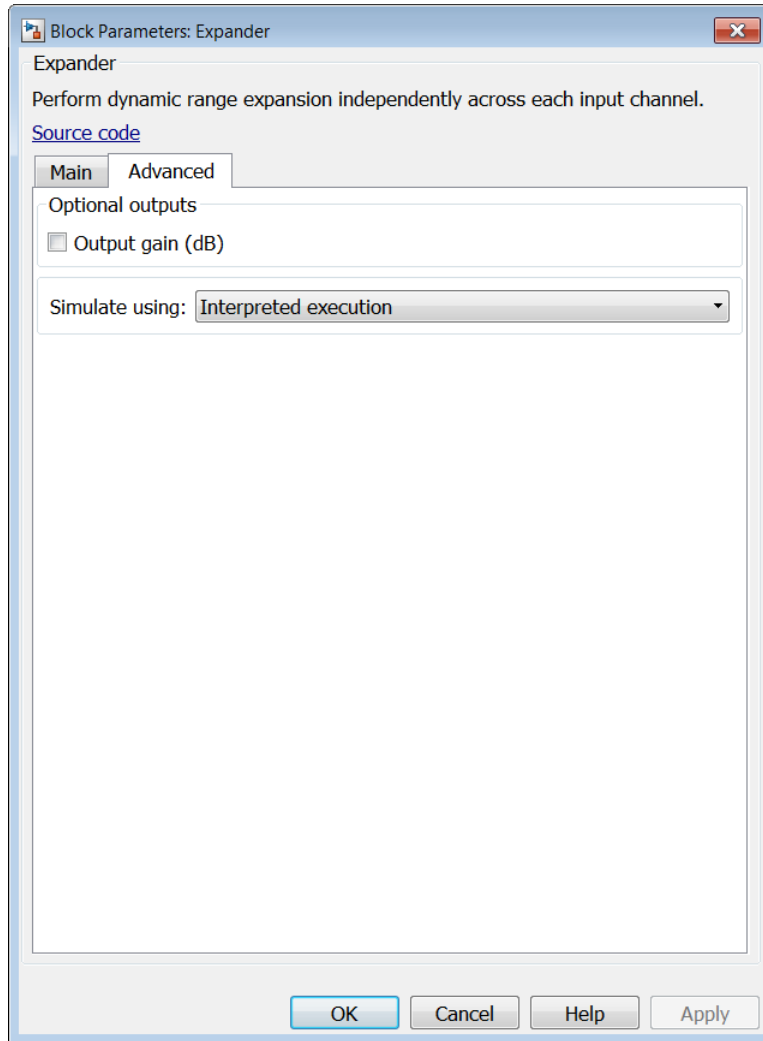 Block Parameters: Expander
Expander
Perform dynamic range expansion independently across each input channel.
Source code
Main Advanced
Optional outputs
Output gain (dB)
Simulate using: Interpreted execution
OK Cancel Help Apply